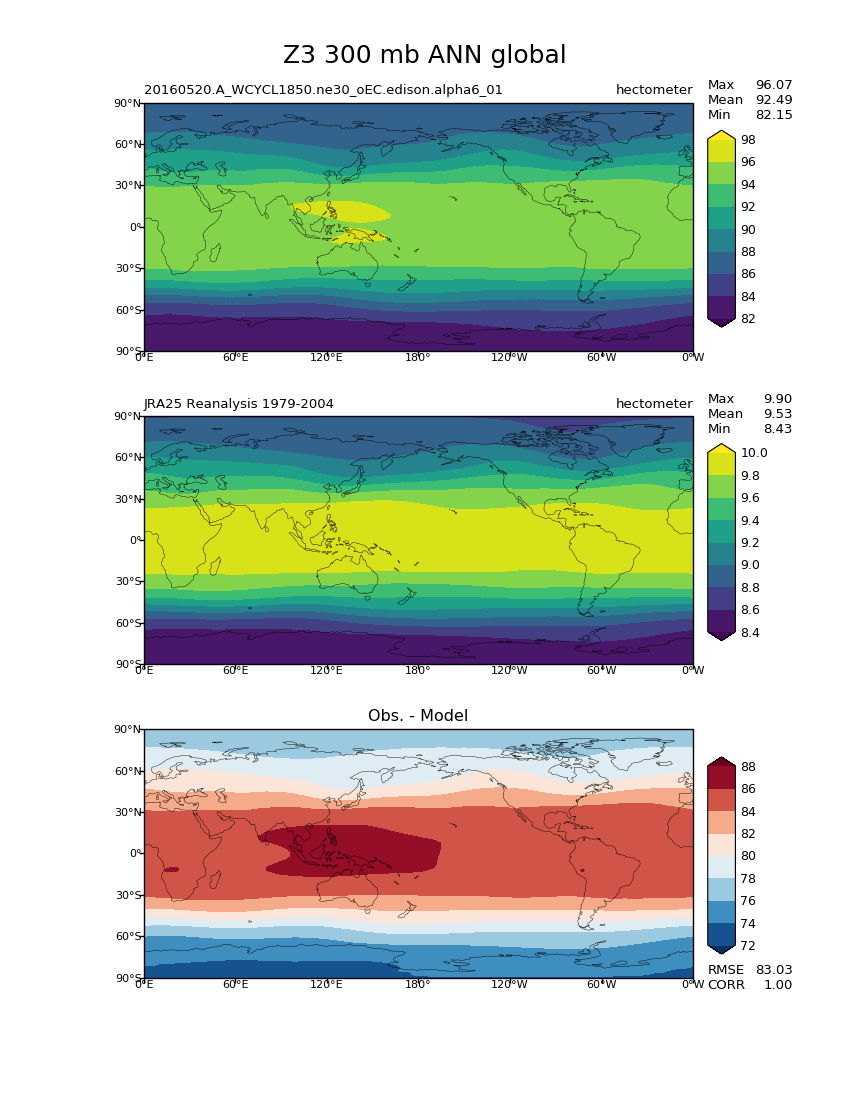 Z3 300 mb ANN global
20160520.A_WCYCL1850.ne30_oEC.edison.alpha6_01 hectometer
Max 96.07
Mean 92.49
Min 82.15
90°N
60°N
30°N
0°
30°S
60°S
90°S
0°E 60°E 120°E 180° 120°W 60°W 0°W
98
96
94
92
90
88
86
84
82
JRA25 Reanalysis 1979-2004 hectometer
Max 9.90
Mean 9.53
Min 8.43
90°N
60°N
30°N
0°
30°S
60°S
90°S
0°E 60°E 120°E 180° 120°W 60°W 0°W
10.0
9.8
9.6
9.4
9.2
9.0
8.8
8.6
8.4
Obs. - Model
90°N
60°N
30°N
0°
30°S
60°S
90°S
0°E 60°E 120°E 180° 120°W 60°W 0°W
88
86
84
82
80
78
76
74
72
RMSE 83.03
CORR 1.00